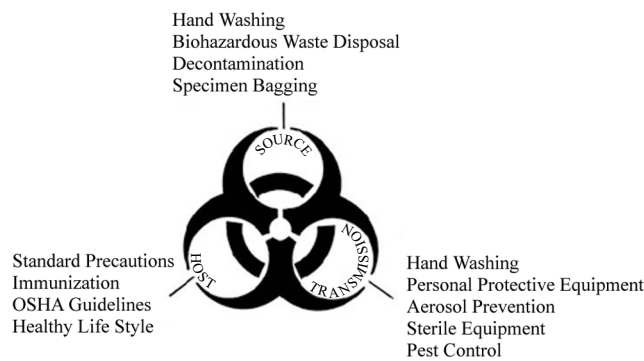 Hand Washing
Biohazardous Waste Disposal
Decontamination
Specimen Bagging
SOURCE
HOST
TRANSMISSION
Standard Precautions
Immunization
OSHA Guidelines
Healthy Life Style
Hand Washing
Personal Protective Equipment
Aerosol Prevention
Sterile Equipment
Pest Control